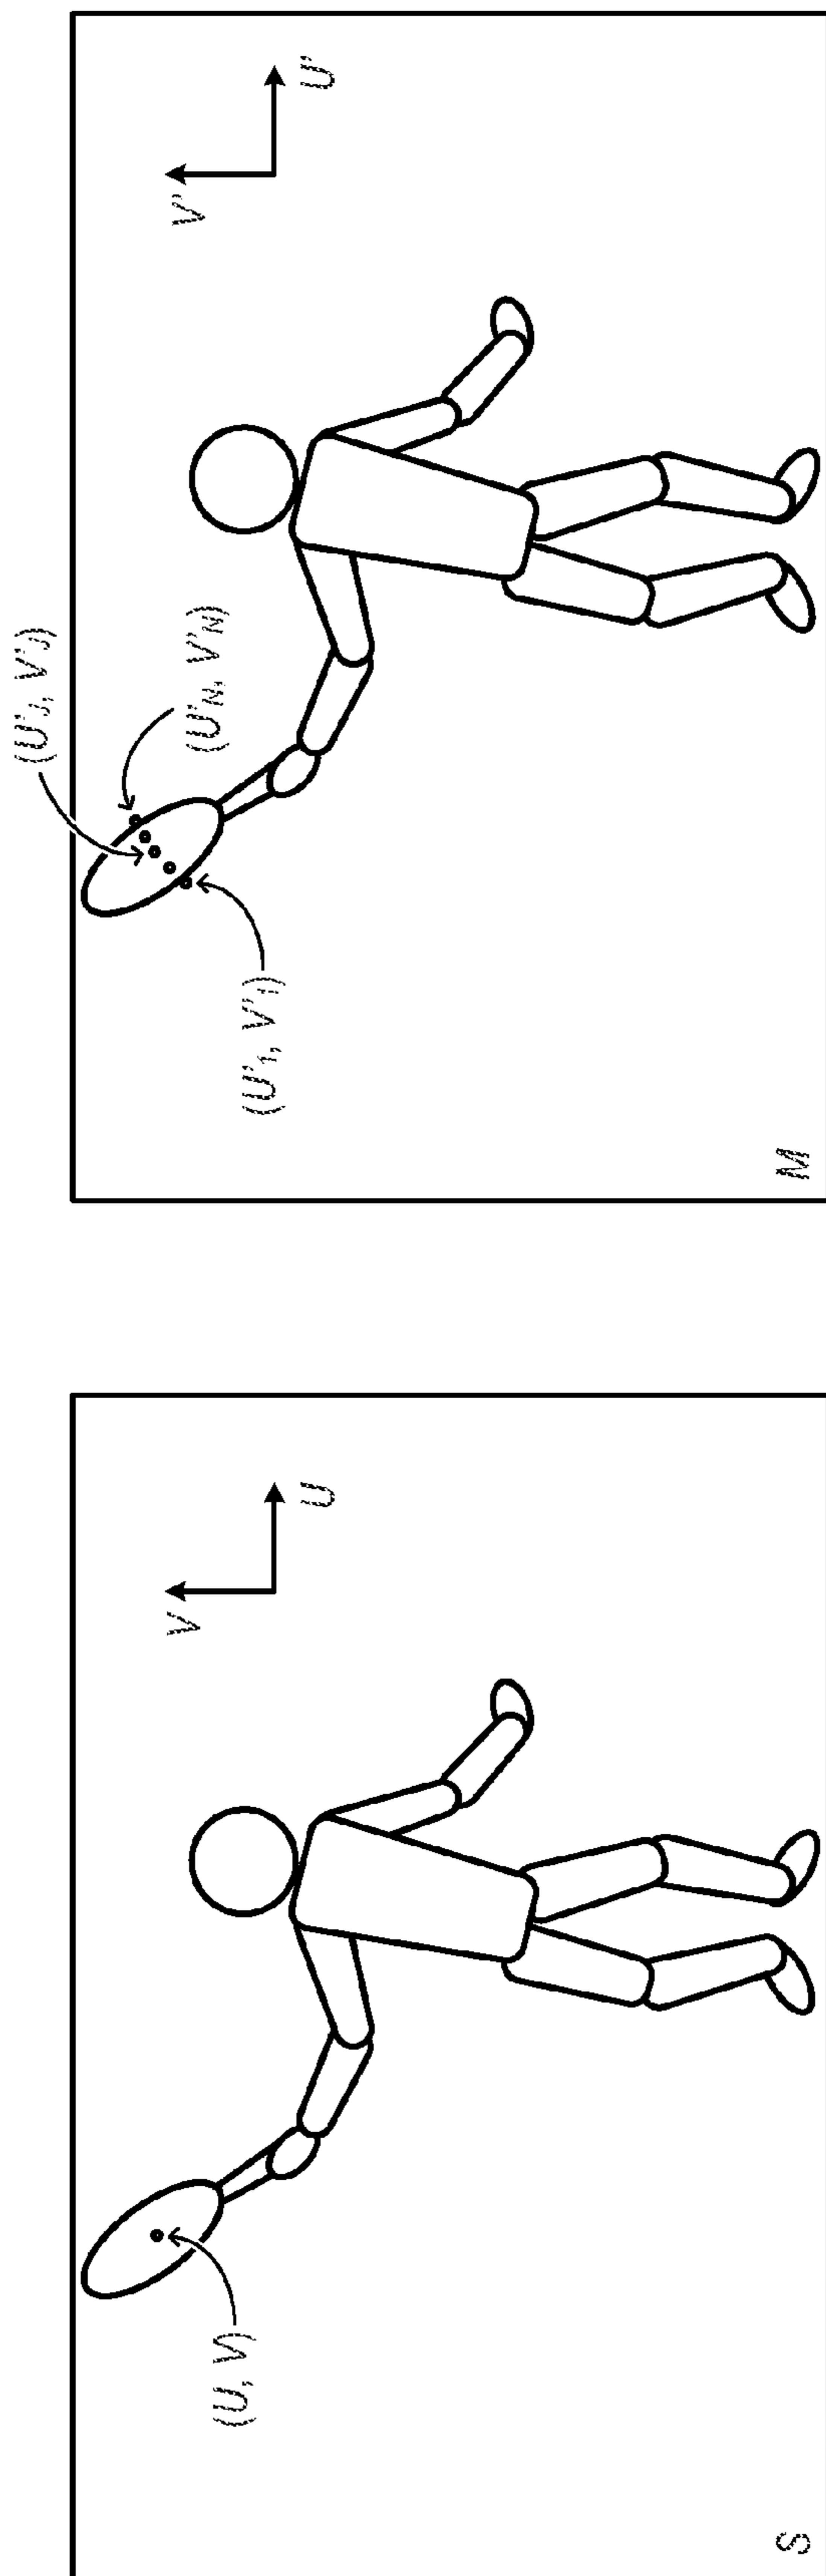 (U, V)
V
U
S
(U'J, V'J)
(U'N, V'N)
(U'1, V'1)
V'
U'
M